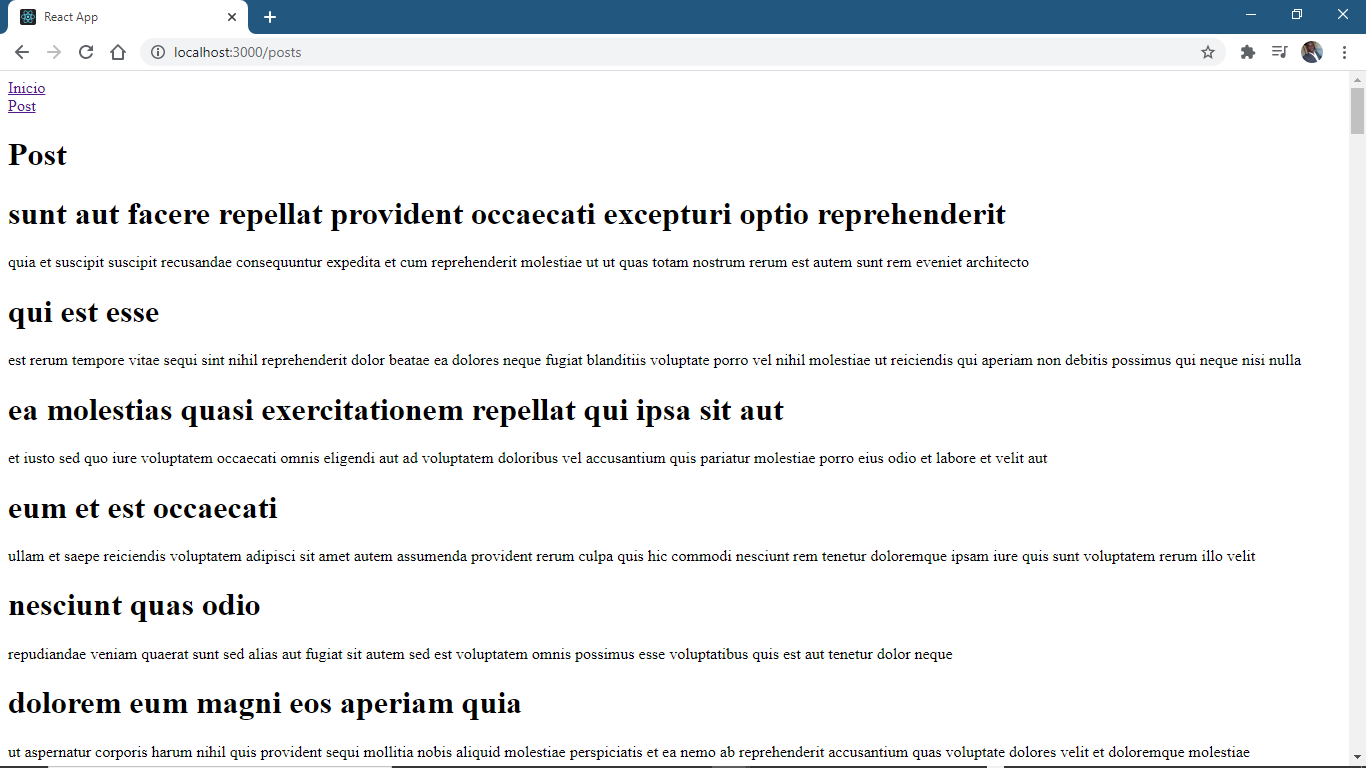 React App
localhost:3000/posts
Inicio
Post
Post
sunt aut facere repellat provident occaecati excepturi optio reprehenderit
quia et suscipit suscipit recusandae consequuntur expedita et cum reprehenderit molestiae ut ut quas totam nostrum rerum est autem sunt rem eveniet architecto
qui est esse
est rerum tempore vitae sequi sint nihil reprehenderit dolor beatae ea dolores neque fugiat blanditiis voluptate porro vel nihil molestiae ut reiciendis qui aperiam non debitis possimus qui neque nisi nulla
ea molestias quasi exercitationem repellat qui ipsa sit aut
et iusto sed quo iure voluptatem occaecati omnis eligendi aut ad voluptatem doloribus vel accusantium quis pariatur molestiae porro eius odio et labore et velit aut
eum et est occaecati
ullam et saepe reiciendis voluptatem adipisci sit amet autem assumenda provident rerum culpa quis hic commodi nesciunt rem tenetur doloremque ipsam iure quis sunt voluptatem rerum illo velit
nesciunt quas odio
repudiandae veniam quaerat sunt sed alias aut fugiat sit autem sed est voluptatem omnis possimus esse voluptatibus quis est aut tenetur dolor neque
dolorem eum magni eos aperiam quia
ut aspernatur corporis harum nihil quis provident sequi mollitia nobis aliquid molestiae perspiciatis et ea nemo ab reprehenderit accusantium quas voluptate dolores velit et doloremque molestiae